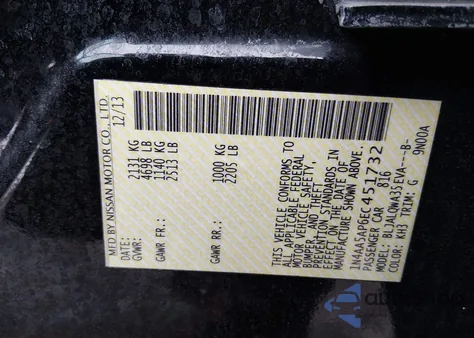 MFD BY NISSAN MOTOR CO., LTD.
DATE: 12/13
GVWR: 2131 KG
4698 LB
GAWR FR: 1140 KG
2513 LB
GAWR RR: 1000 KG
2205 LB
THIS VEHICLE CONFORMS TO
ALL APPLICABLE FEDERAL
MOTOR VEHICLE SAFETY,
BUMPER, AND THEFT
PREVENTION STANDARDS IN
EFFECT ON THE DATE OF
MANUFACTURE SHOWN ABOVE.
1N4AA5AP6EC451732
PASSENGER CAR 816
MODEL: BLJALQWA35EVA---B-
COLOR: KH3 TRIM: G 9N00A